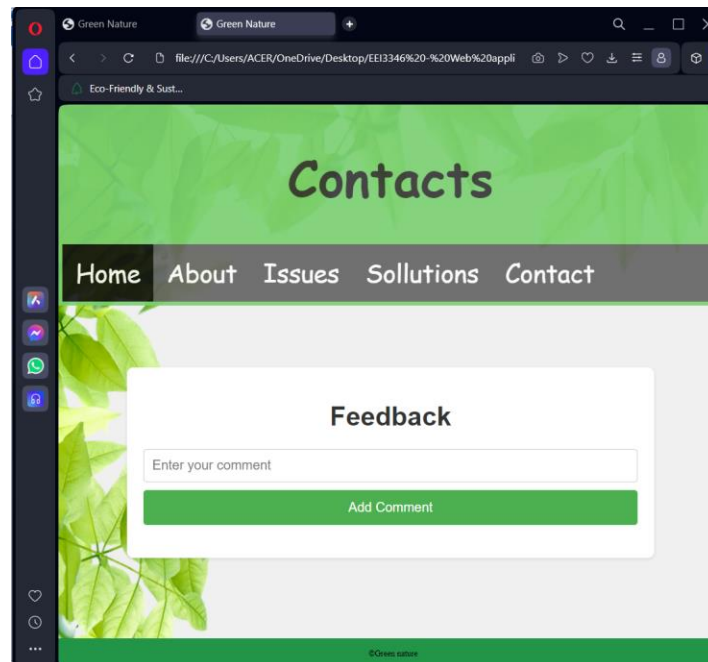 Green Nature
Green Nature
file:///C:/Users/ACER/OneDrive/Desktop/EEI3346%20-%20Web%20appli
Eco-Friendly & Sust...
Contacts
Home About Issues Sollutions Contact
Feedback
Enter your comment
Add Comment
©Green nature